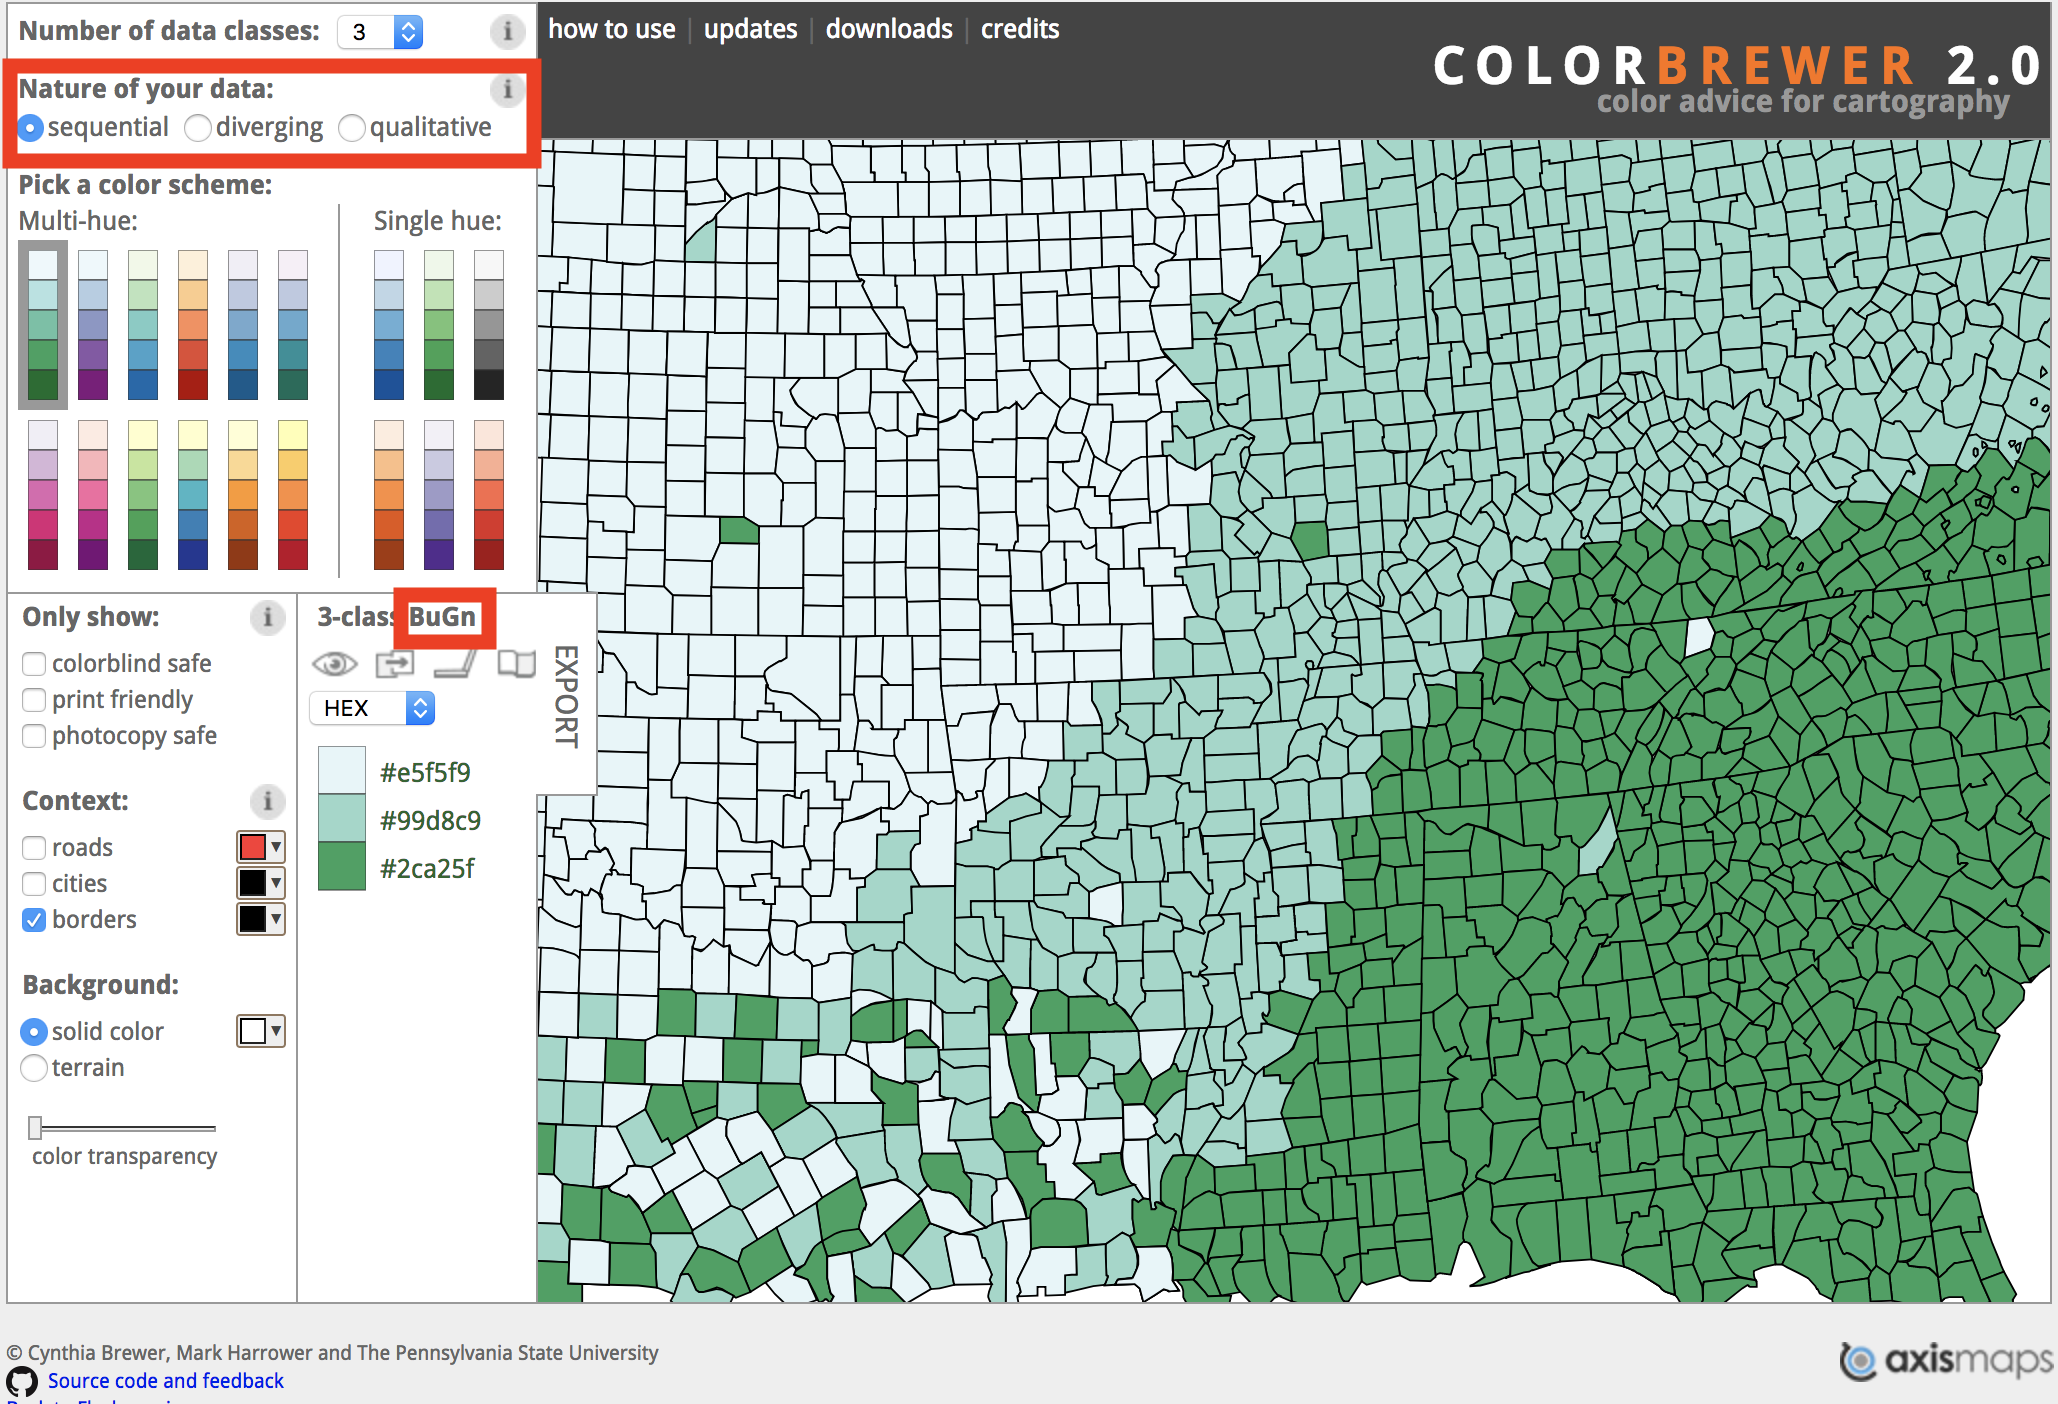 Number of data classes: 3 i
how to use | updates | downloads | credits
COLORBREWER 2.0
color advice for cartography
Nature of your data: i
sequential diverging qualitative
Pick a color scheme:
Multi-hue: Single hue:
Only show: i
colorblind safe
print friendly
photocopy safe
Context: i
roads
cities
borders
Background:
solid color
terrain
color transparency
3-class BuGn
EXPORT
HEX
#e5f5f9
#99d8c9
#2ca25f
© Cynthia Brewer, Mark Harrower and The Pennsylvania State University
Source code and feedback
axismaps